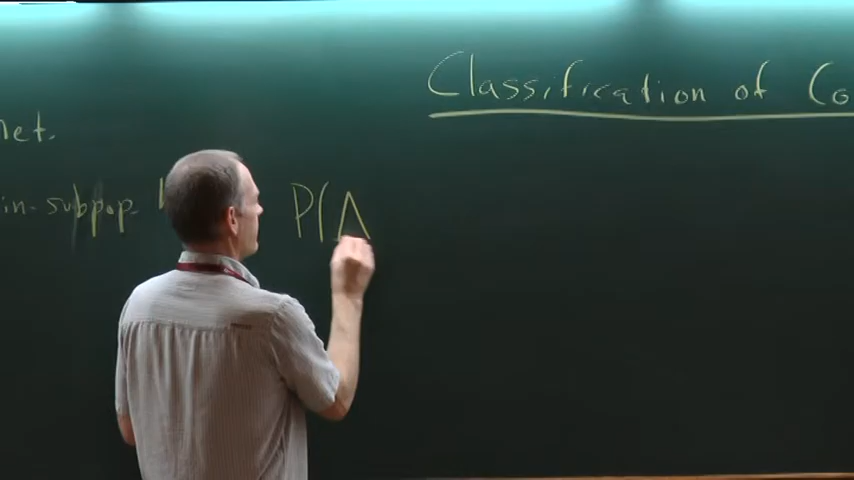 Classification of Co
net.
in-subpop.
P(A